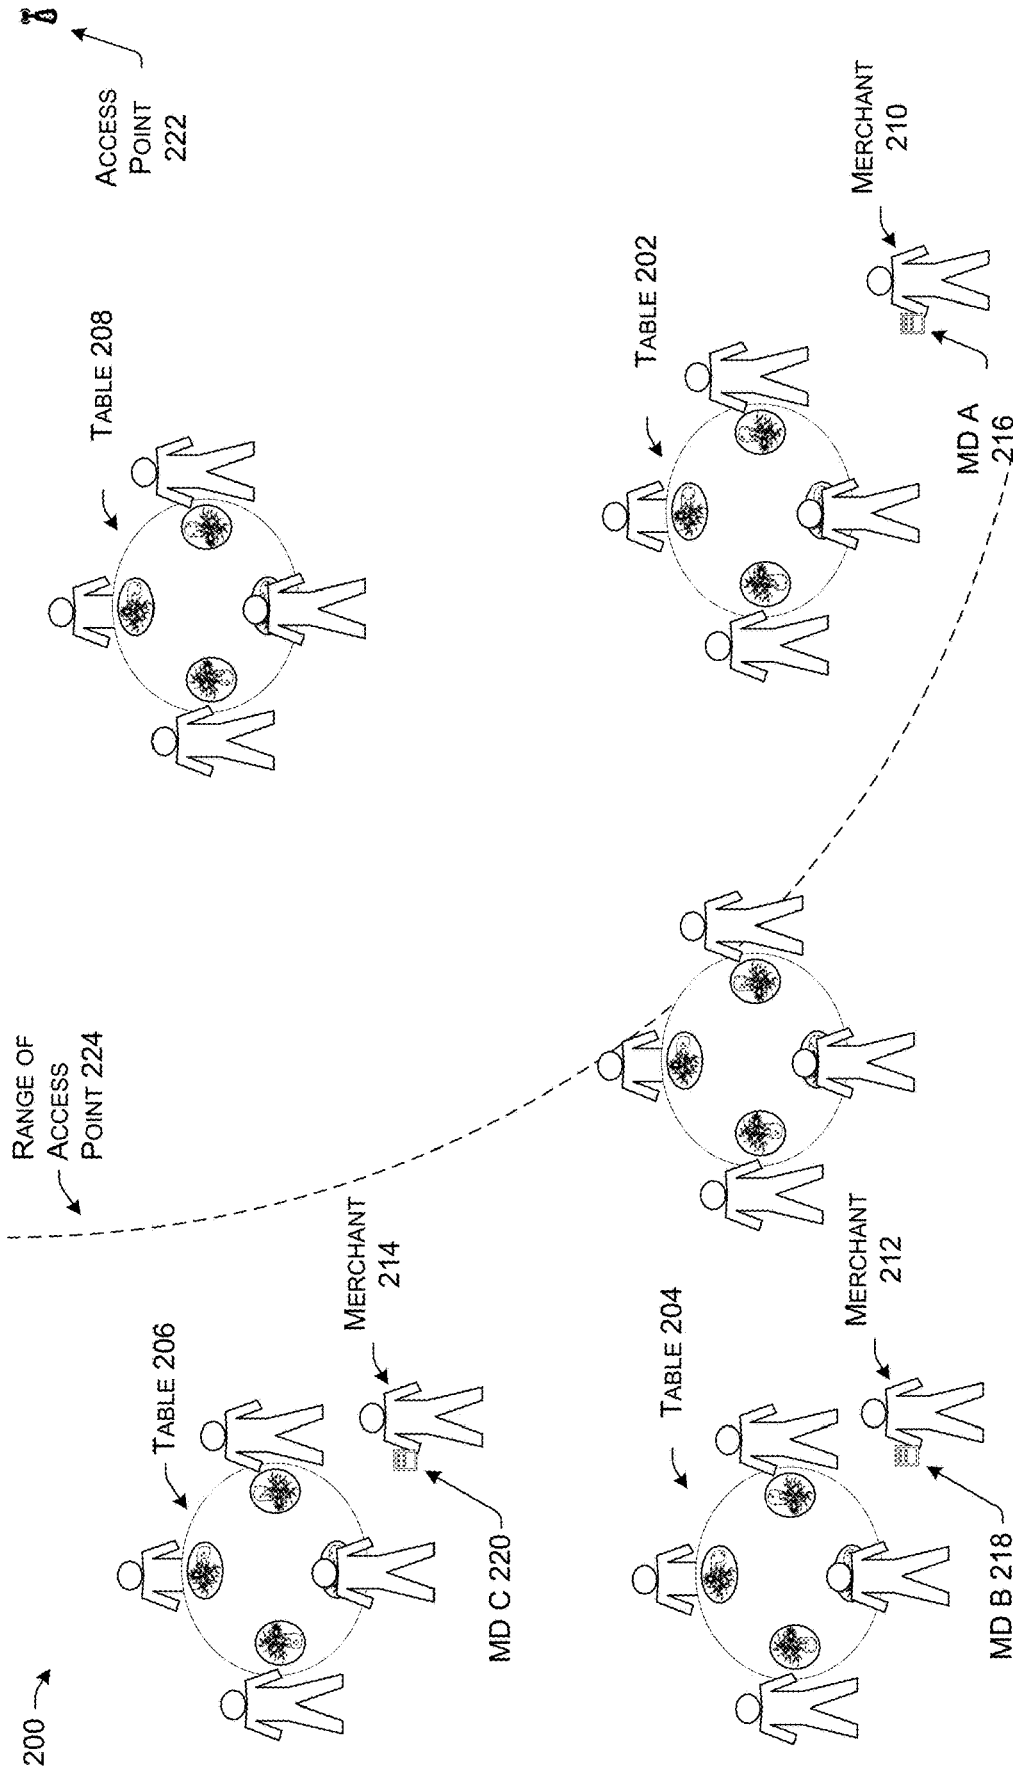 200
TABLE 206
MD C 220
MERCHANT
214
RANGE OF
ACCESS
POINT 224
TABLE 208
ACCESS
POINT
222
TABLE 204
MD B 218
MERCHANT
212
TABLE 202
MD A
216
MERCHANT
210